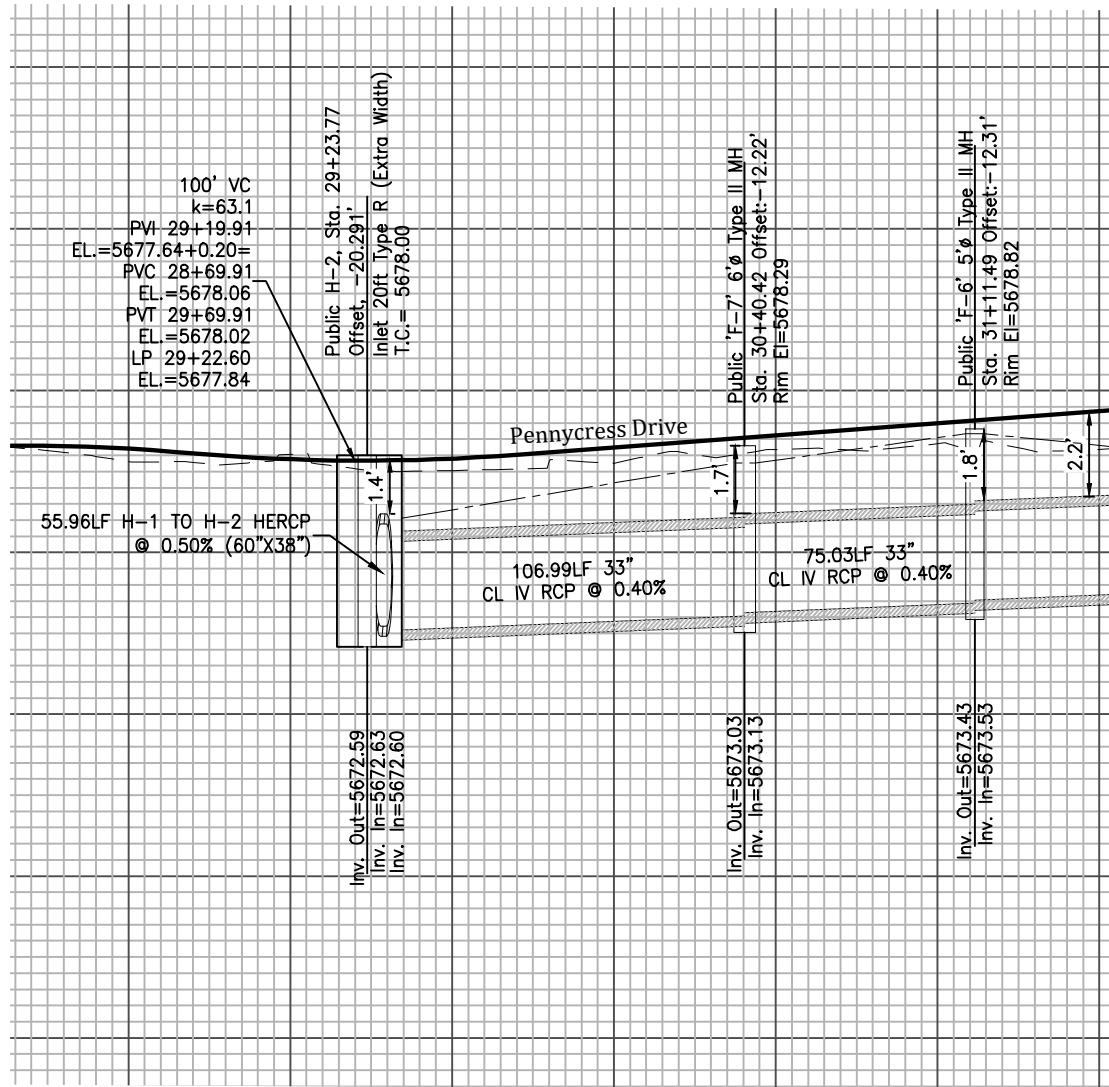 100' VC
k=63.1
PVI 29+19.91
EL.=5677.64+0.20=
PVC 28+69.91
EL.=5678.06
PVT 29+69.91
EL.=5678.02
LP 29+22.60
EL.=5677.84
Public H-2, Sta. 29+23.77
Offset, -20.291'
Inlet 20ft Type R (Extra Width)
T.C.= 5678.00
Public 'F-7' 6'ø Type II MH
Sta. 30+40.42 Offset:-12.22'
Rim El=5678.29
Public 'F-6' 5'ø Type II MH
Sta. 31+11.49 Offset:-12.31'
Rim El=5678.82
Pennycress Drive
1.4'
1.7'
1.8'
2.2'
55.96LF H-1 TO H-2 HERCP
@ 0.50% (60"X38")
106.99LF 33"
CL IV RCP @ 0.40%
75.03LF 33"
CL IV RCP @ 0.40%
Inv. Out=5672.59
Inv. In=5672.63
Inv. In=5672.60
Inv. Out=5673.03
Inv. In=5673.13
Inv. Out=5673.43
Inv. In=5673.53